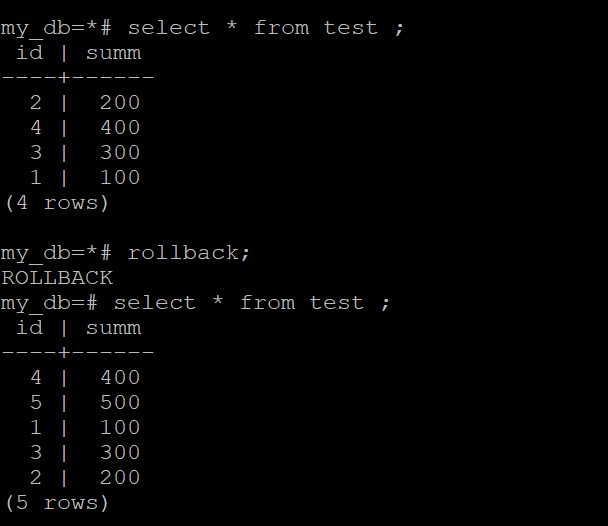 my_db=*# select * from test ;
 id | summ
----+------
  2 |  200
  4 |  400
  3 |  300
  1 |  100
(4 rows)

my_db=*# rollback;
ROLLBACK
my_db=# select * from test ;
 id | summ
----+------
  4 |  400
  5 |  500
  1 |  100
  3 |  300
  2 |  200
(5 rows)